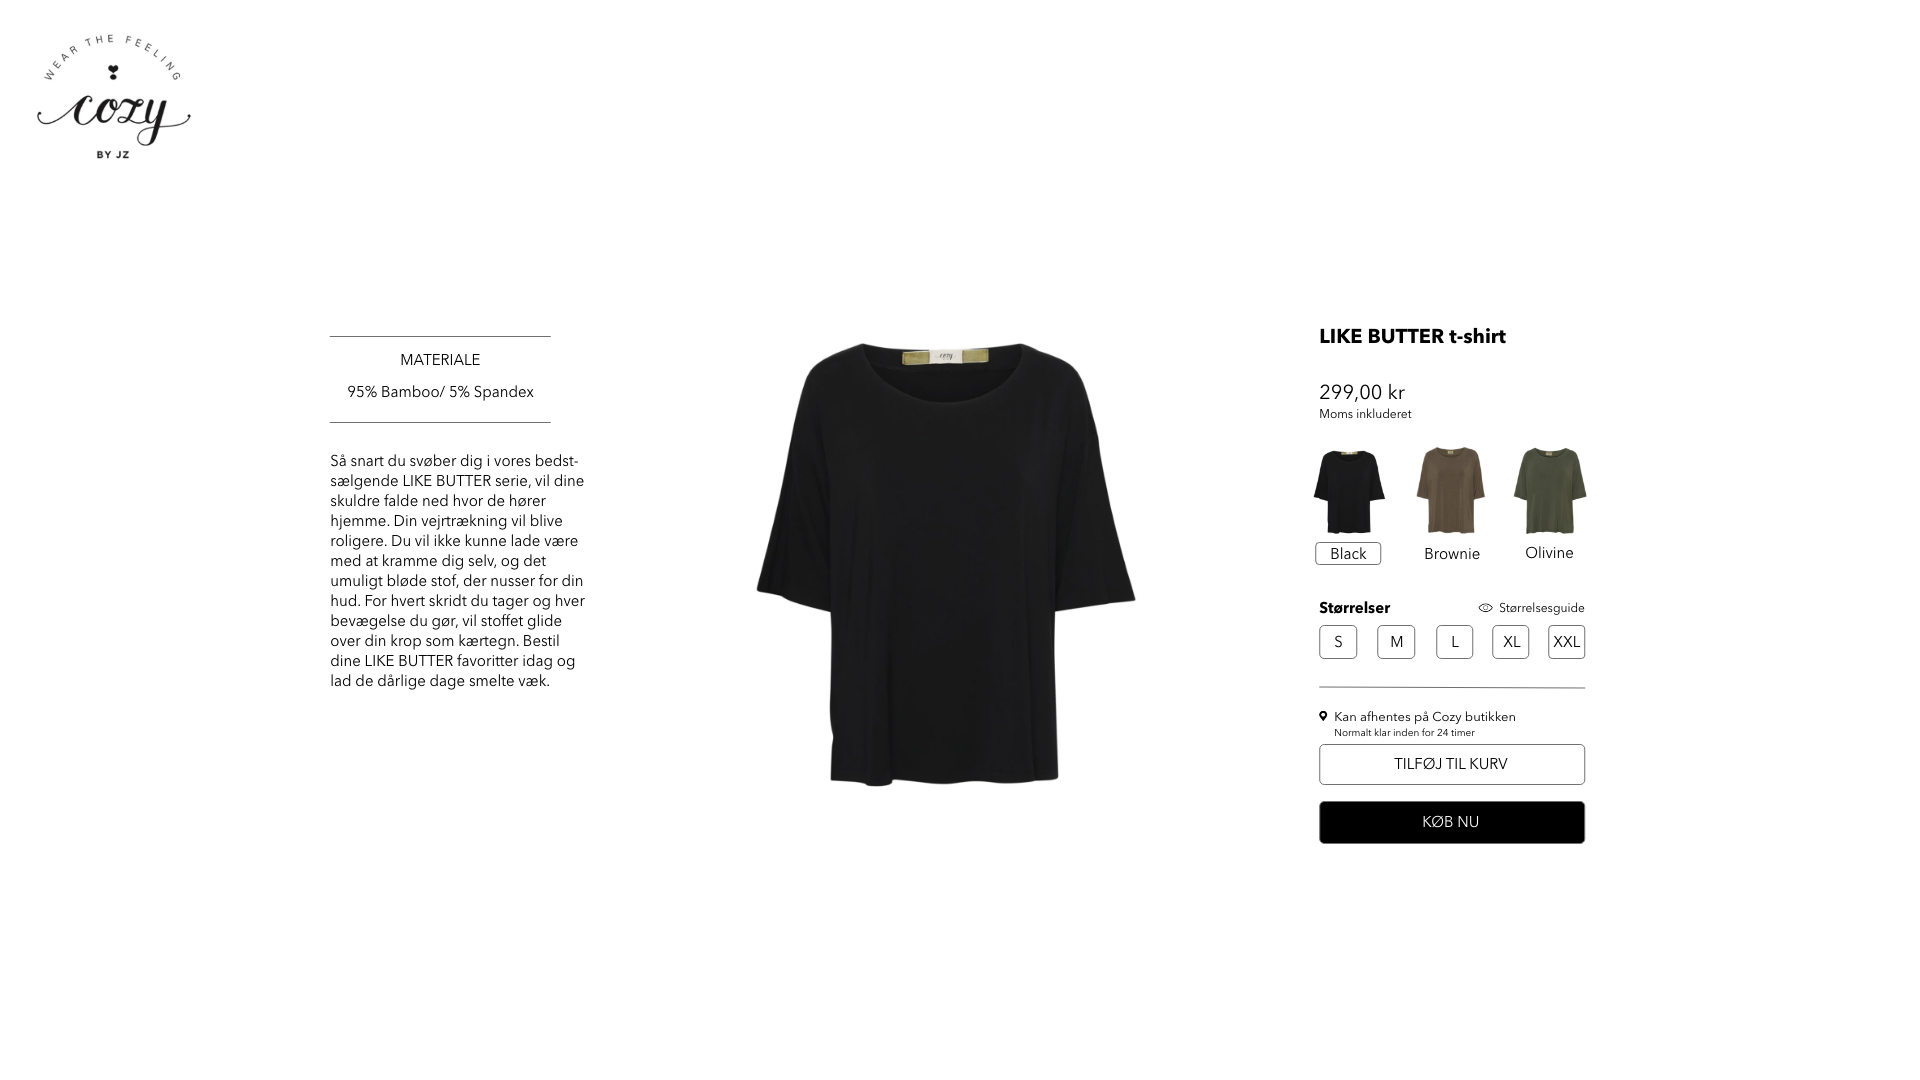 WEAR THE FEELING
cozy
BY JZ
MATERIALE
95% Bamboo/ 5% Spandex
Så snart du svøber dig i vores bedst-
sælgende LIKE BUTTER serie, vil dine
skuldre falde ned hvor de hører
hjemme. Din vejrtrækning vil blive
roligere. Du vil ikke kunne lade være
med at kramme dig selv, og det
umuligt bløde stof, der nusser for din
hud. For hvert skridt du tager og hver
bevægelse du gør, vil stoffet glide
over din krop som kærtegn. Bestil
dine LIKE BUTTER favoritter idag og
lad de dårlige dage smelte væk.
cozy
LIKE BUTTER t-shirt
299,00 kr
Moms inkluderet
Black Brownie Olivine
Størrelser Størrelsesguide
S M L XL XXL
Kan afhentes på Cozy butikken
Normalt klar inden for 24 timer
TILFØJ TIL KURV
KØB NU